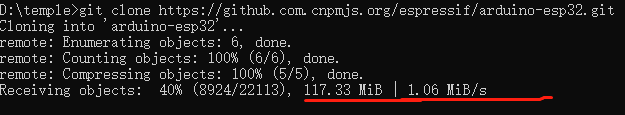 D:\temple>git clone https://github.com.cnpmjs.org/espressif/arduino-esp32.git
Cloning into 'arduino-esp32'...
remote: Enumerating objects: 6, done.
remote: Counting objects: 100% (6/6), done.
remote: Compressing objects: 100% (5/5), done.
Receiving objects:  40% (8924/22113), 117.33 MiB | 1.06 MiB/s